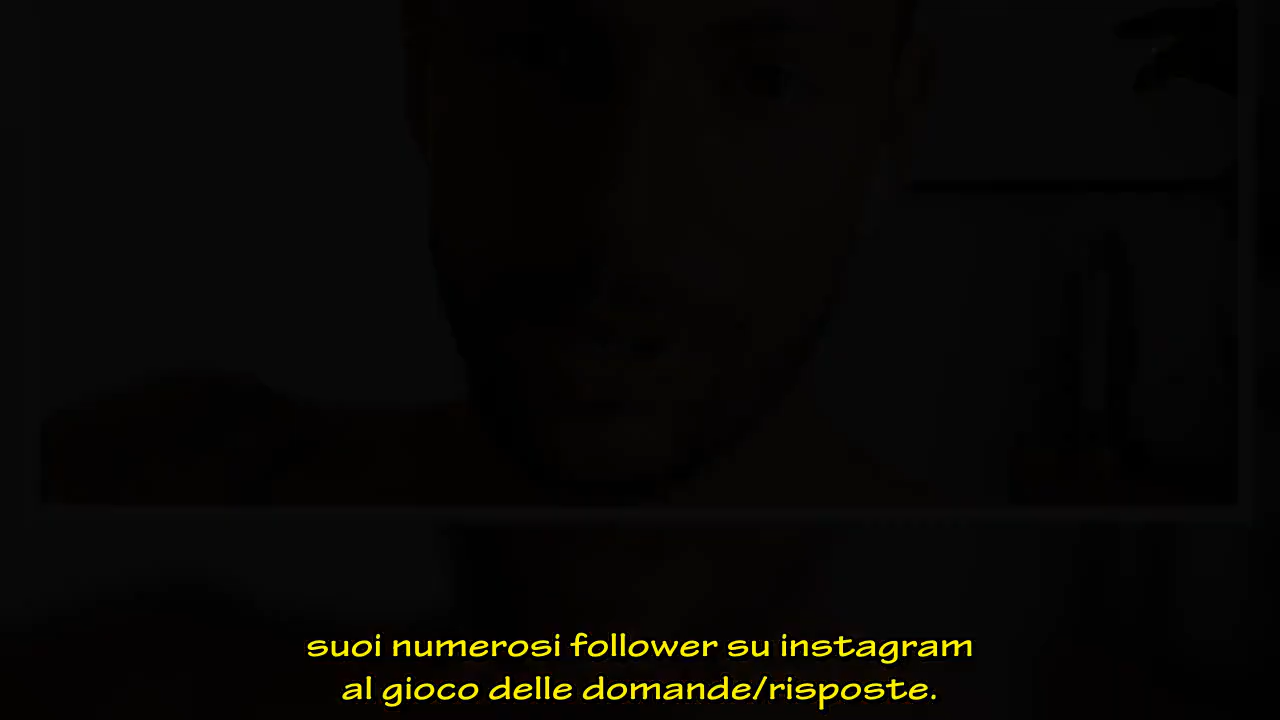 suoi numerosi follower su instagram
al gioco delle domande/risposte.